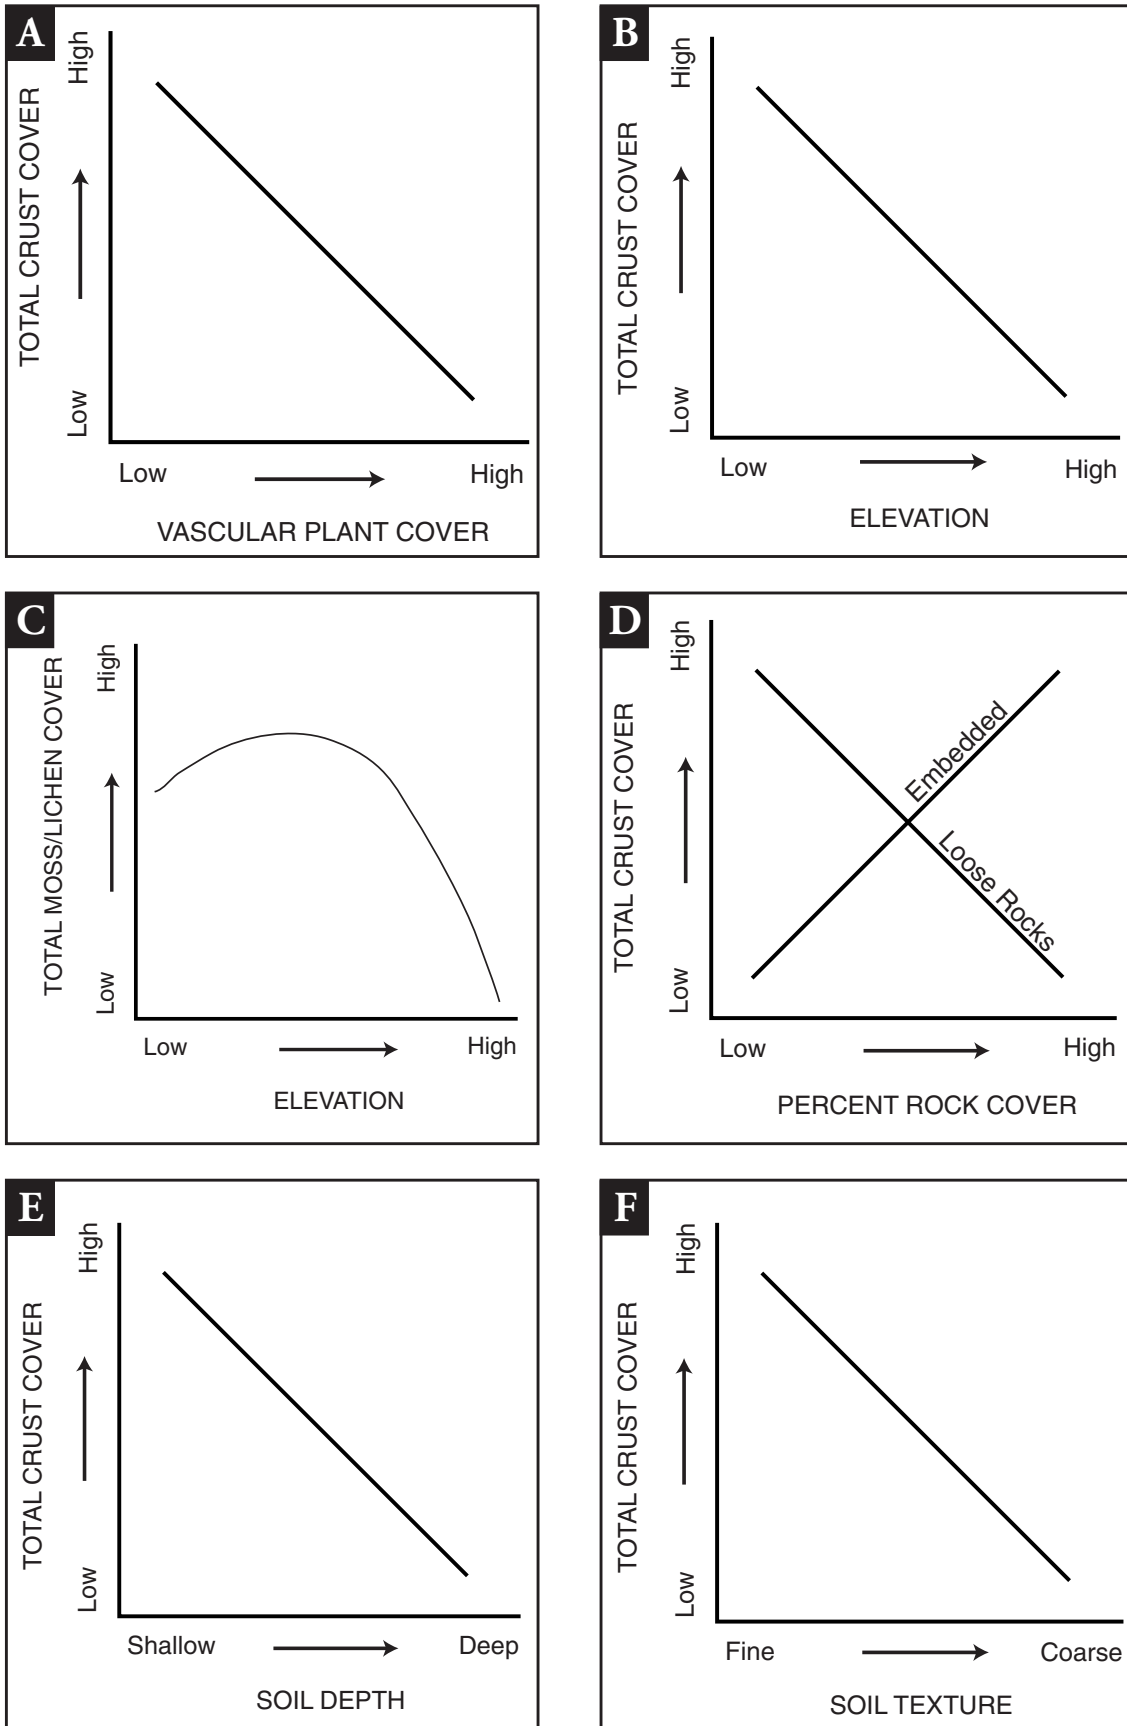 A
TOTAL CRUST COVER
High
Low
Low
High
VASCULAR PLANT COVER
B
TOTAL CRUST COVER
High
Low
Low
High
ELEVATION
C
TOTAL MOSS/LICHEN COVER
High
Low
Low
High
ELEVATION
D
TOTAL CRUST COVER
High
Low
Embedded
Loose Rocks
Low
High
PERCENT ROCK COVER
E
TOTAL CRUST COVER
High
Low
Shallow
Deep
SOIL DEPTH
F
TOTAL CRUST COVER
High
Low
Fine
Coarse
SOIL TEXTURE